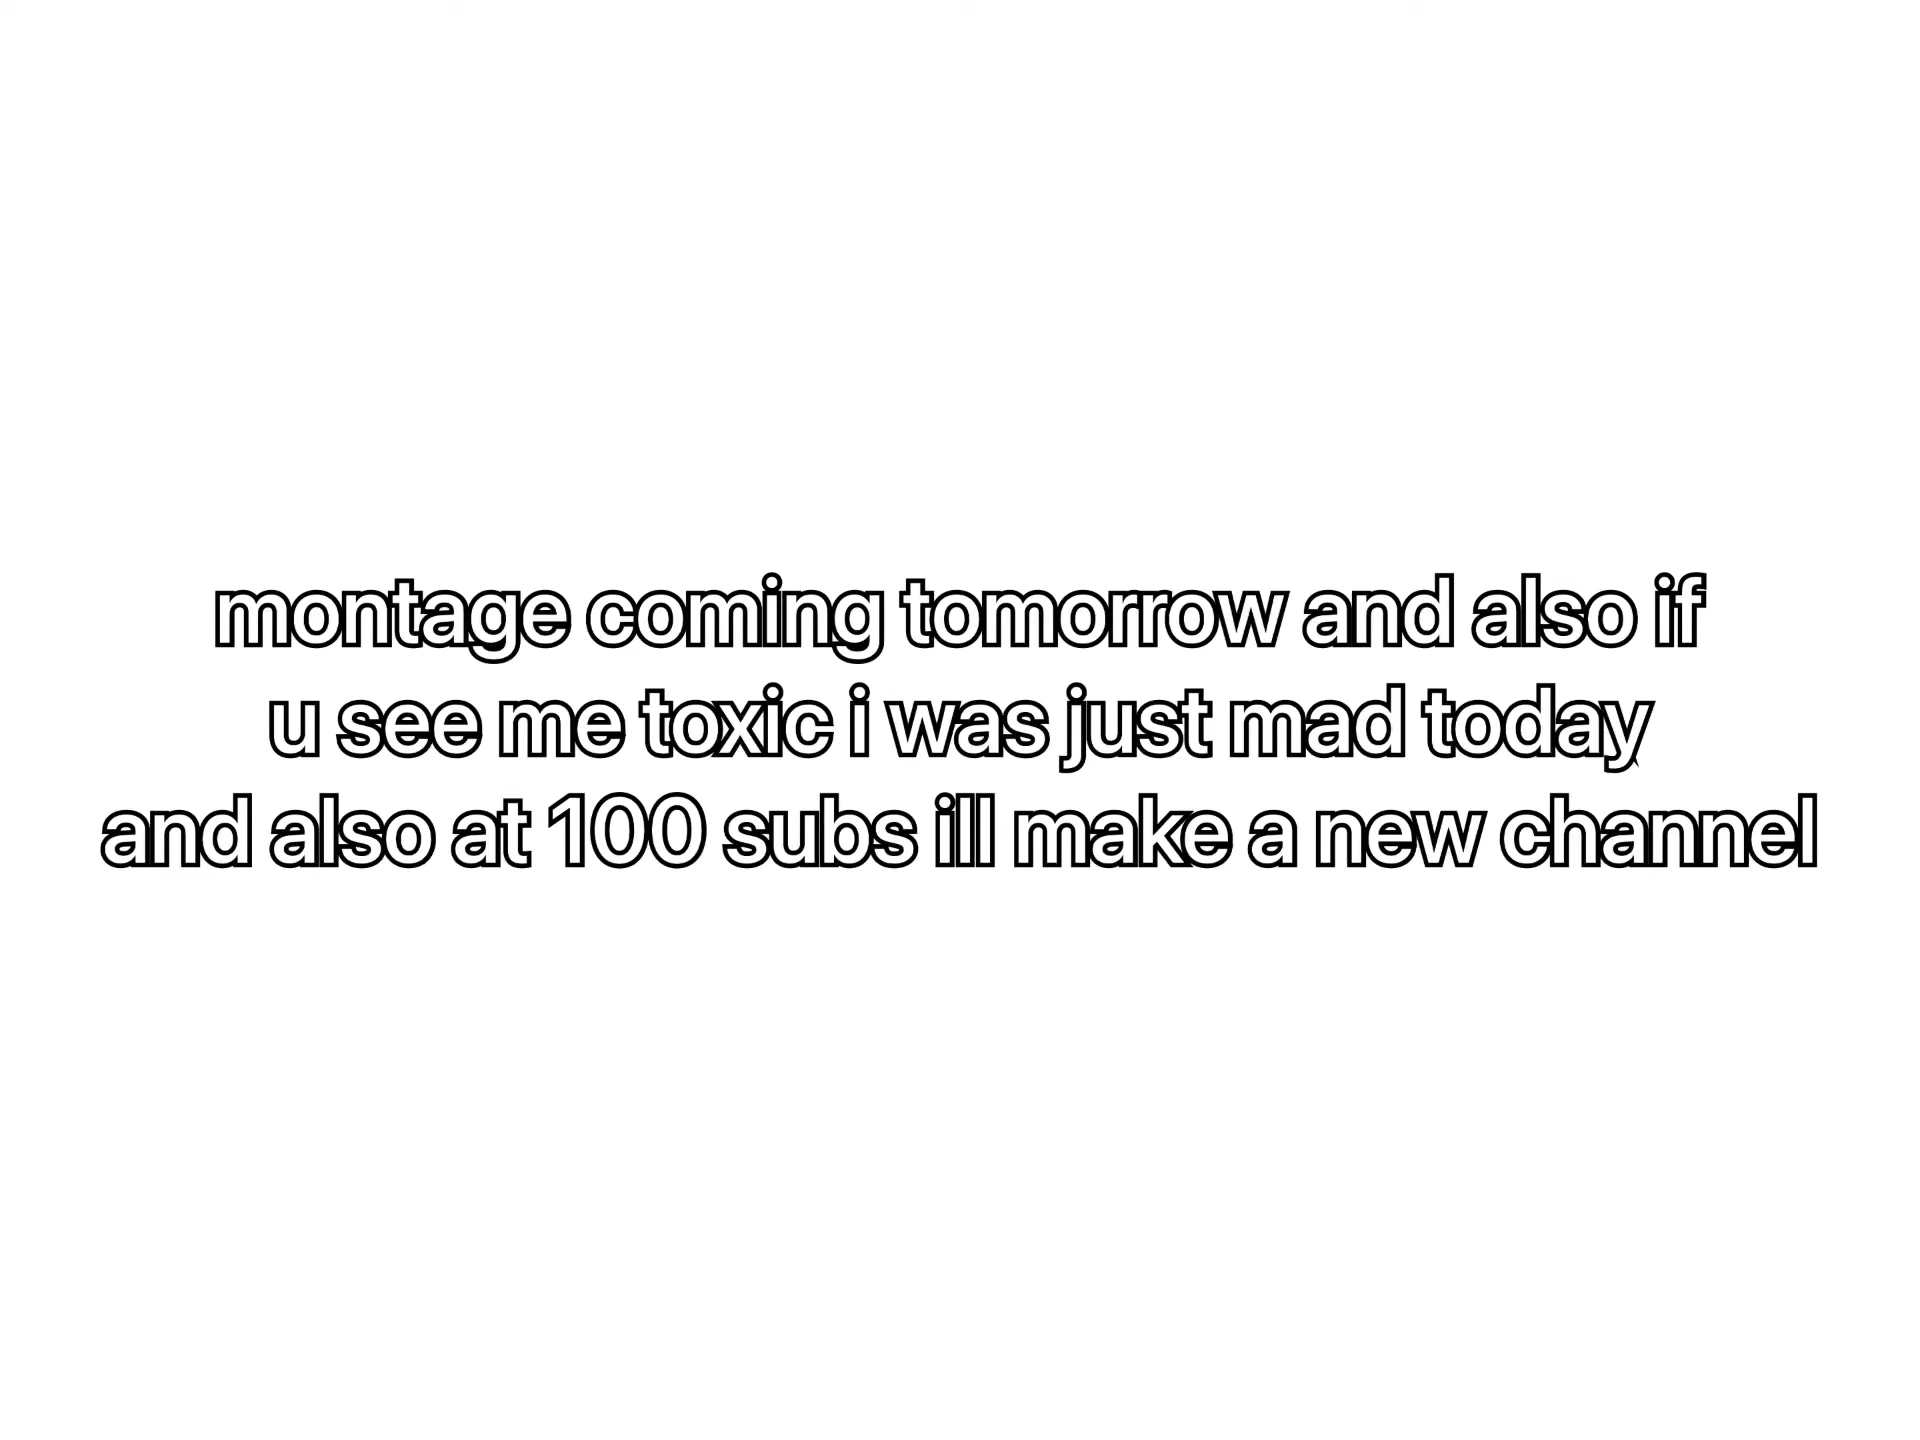 montage coming tomorrow and also if
u see me toxic i was just mad today
and also at 100 subs ill make a new channel